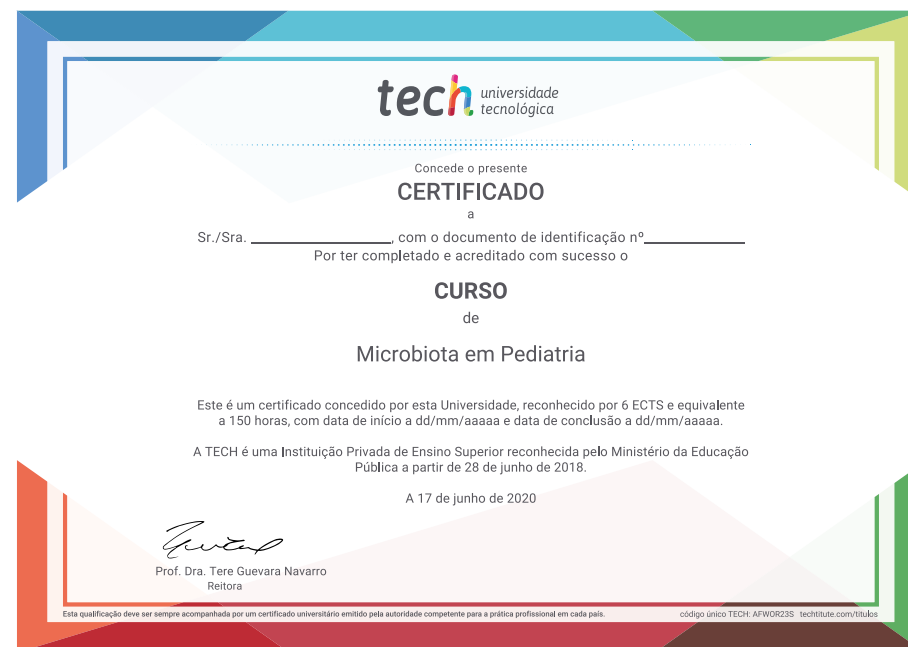 tech universidade
tecnológica
Concede o presente
CERTIFICADO
a
Sr./Sra. ____________________, com o documento de identificação nº______________
Por ter completado e acreditado com sucesso o
CURSO
de
Microbiota em Pediatria
Este é um certificado concedido por esta Universidade, reconhecido por 6 ECTS e equivalente
a 150 horas, com data de início a dd/mm/aaaaa e data de conclusão a dd/mm/aaaaa.
A TECH é uma Instituição Privada de Ensino Superior reconhecida pelo Ministério da Educação
Pública a partir de 28 de junho de 2018.
A 17 de junho de 2020
Prof. Dra. Tere Guevara Navarro
Reitora
Esta qualificação deve ser sempre acompanhada por um certificado universitário emitido pela autoridade competente para a prática profissional em cada país.
código único TECH: AFWOR23S techtitute.com/titulos